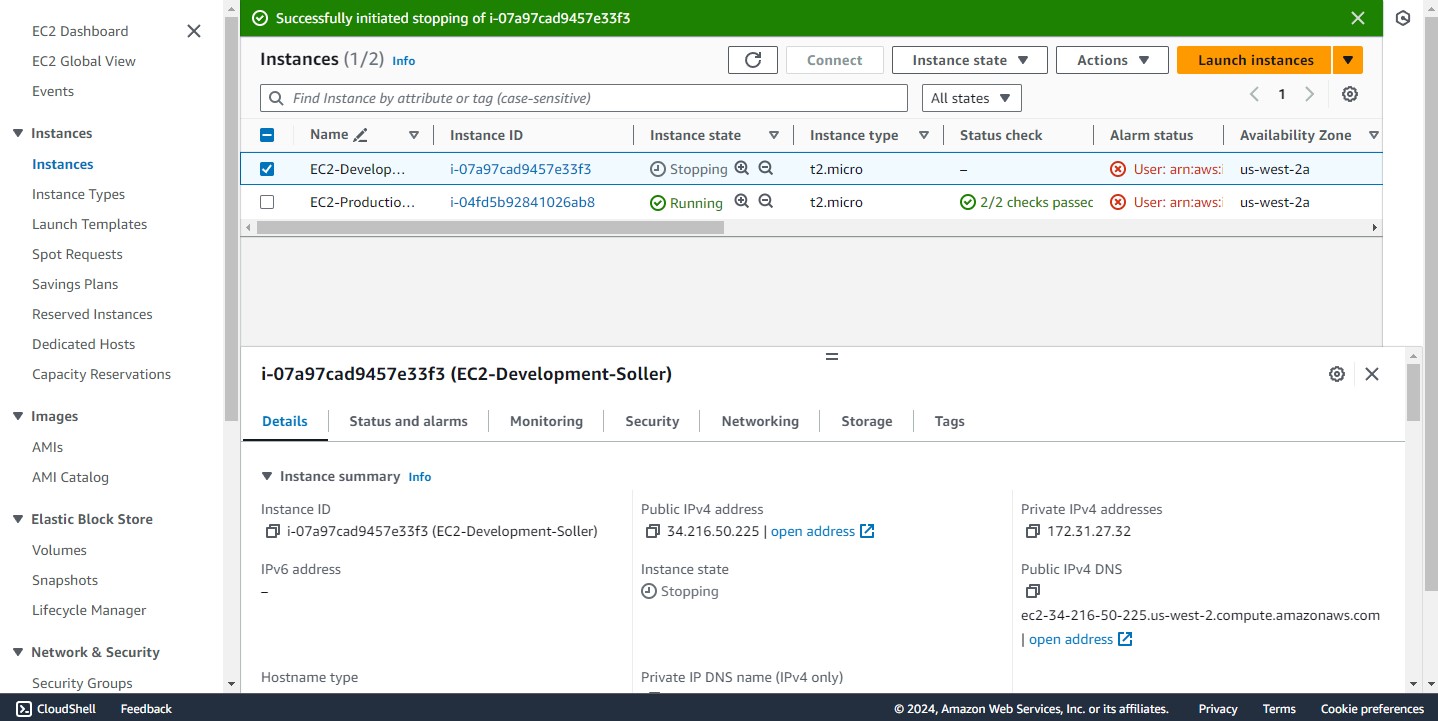 Successfully initiated stopping of i-07a97cad9457e33f3
EC2 Dashboard
EC2 Global View
Events
Instances
Instances
Instance Types
Launch Templates
Spot Requests
Savings Plans
Reserved Instances
Dedicated Hosts
Capacity Reservations
Images
AMIs
AMI Catalog
Elastic Block Store
Volumes
Snapshots
Lifecycle Manager
Network & Security
Security Groups
Instances (1/2) Info
Connect
Instance state
Actions
Launch instances
Find Instance by attribute or tag (case-sensitive)
All states
1
Name Instance ID Instance state Instance type Status check Alarm status Availability Zone
EC2-Develop... i-07a97cad9457e33f3 Stopping t2.micro – User: arn:aws: us-west-2a
EC2-Productio... i-04fd5b92841026ab8 Running t2.micro 2/2 checks passed User: arn:aws: us-west-2a
i-07a97cad9457e33f3 (EC2-Development-Soller)
Details Status and alarms Monitoring Security Networking Storage Tags
Instance summary Info
Instance ID
i-07a97cad9457e33f3 (EC2-Development-Soller)
Public IPv4 address
34.216.50.225 | open address
Private IPv4 addresses
172.31.27.32
IPv6 address
–
Instance state
Stopping
Public IPv4 DNS
ec2-34-216-50-225.us-west-2.compute.amazonaws.com
| open address
Hostname type
Private IP DNS name (IPv4 only)
CloudShell Feedback © 2024, Amazon Web Services, Inc. or its affiliates. Privacy Terms Cookie preferences